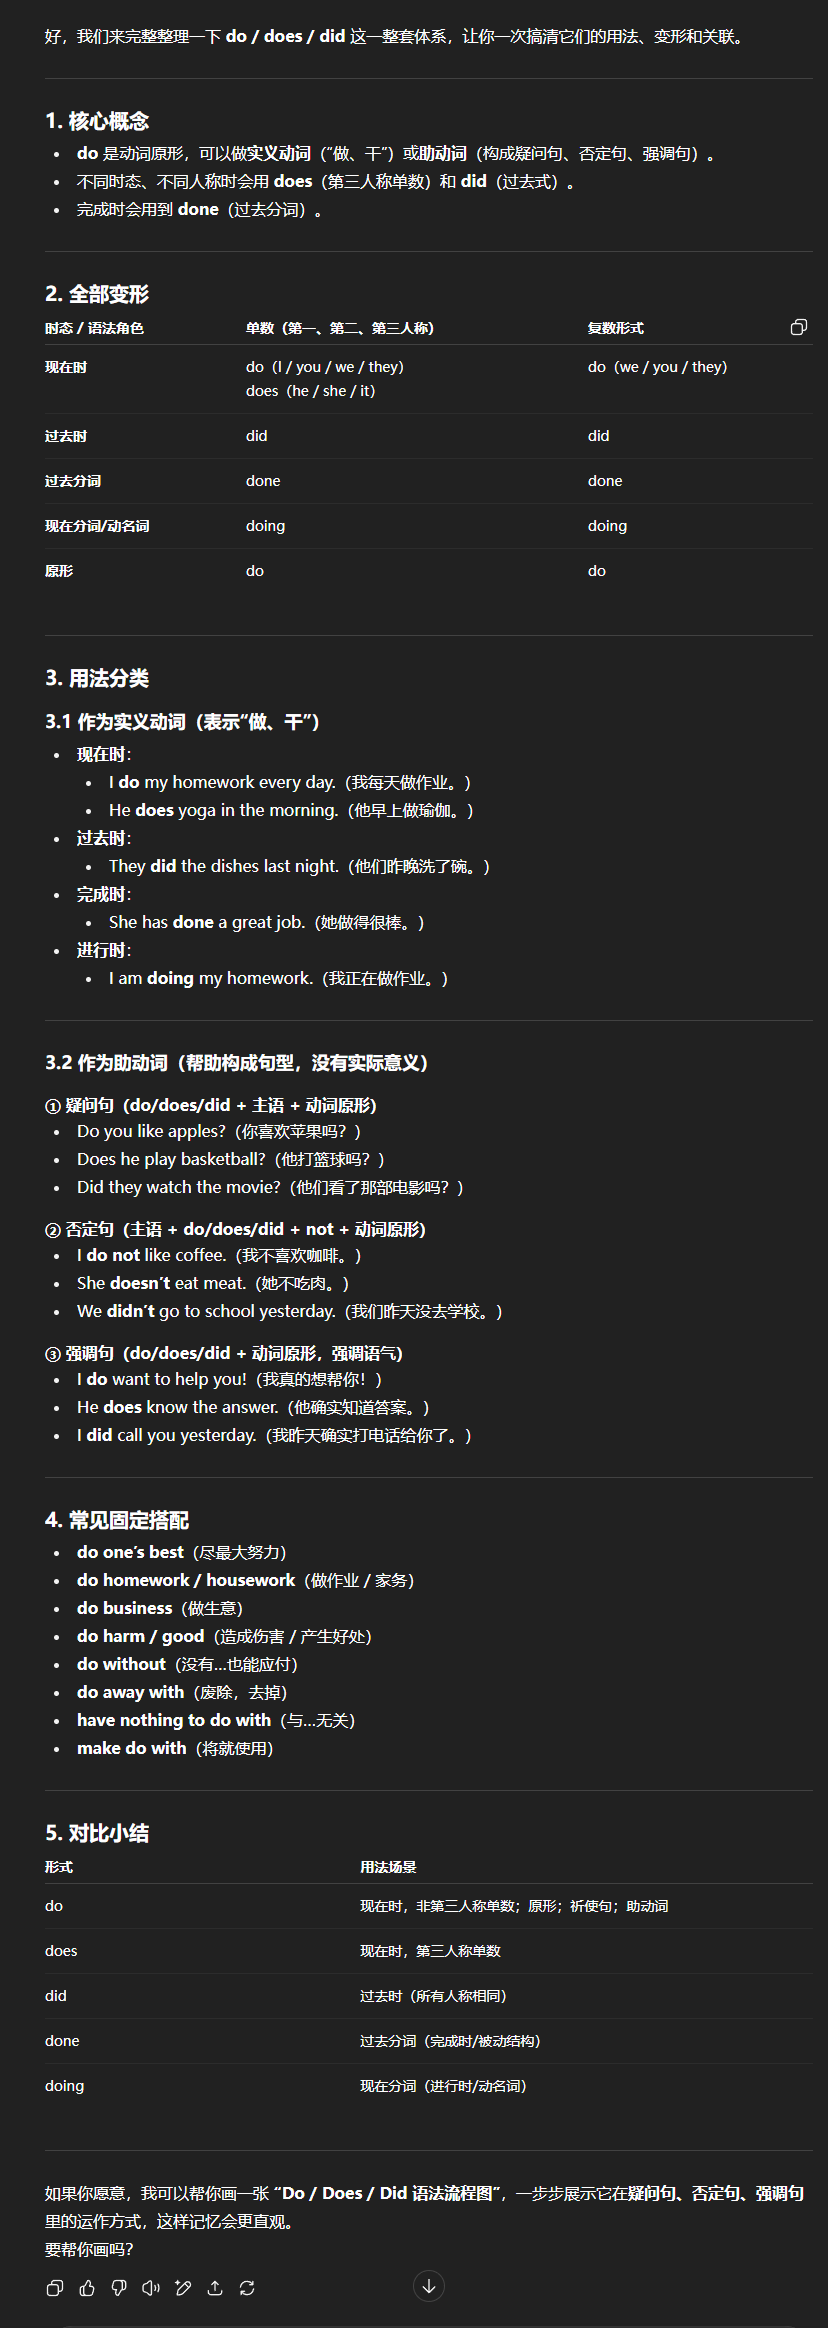 好，我们来完整整理一下 do / does / did 这一整套体系，让你一次搞清它们的用法、变形和关联。
1. 核心概念
do 是动词原形，可以做实义动词（“做、干”）或助动词（构成疑问句、否定句、强调句）。
不同时态、不同人称时会用 does（第三人称单数）和 did（过去式）。
完成时会用到 done（过去分词）。
2. 全部变形
时态 / 语法角色 单数（第一、第二、第三人称） 复数形式
现在时 do（I / you / we / they） do（we / you / they）
does（he / she / it）
过去时 did did
过去分词 done done
现在分词/动名词 doing doing
原形 do do
3. 用法分类
3.1 作为实义动词（表示“做、干”）
现在时：
I do my homework every day.（我每天做作业。）
He does yoga in the morning.（他早上做瑜伽。）
过去时：
They did the dishes last night.（他们昨晚洗了碗。）
完成时：
She has done a great job.（她做得很棒。）
进行时：
I am doing my homework.（我正在做作业。）
3.2 作为助动词（帮助构成句型，没有实际意义）
① 疑问句（do/does/did + 主语 + 动词原形）
Do you like apples?（你喜欢苹果吗？）
Does he play basketball?（他打篮球吗？）
Did they watch the movie?（他们看了那部电影吗？）
② 否定句（主语 + do/does/did + not + 动词原形）
I do not like coffee.（我不喜欢咖啡。）
She doesn’t eat meat.（她不吃肉。）
We didn’t go to school yesterday.（我们昨天没去学校。）
③ 强调句（do/does/did + 动词原形，强调语气）
I do want to help you!（我真的想帮你！）
He does know the answer.（他确实知道答案。）
I did call you yesterday.（我昨天确实打电话给你了。）
4. 常见固定搭配
do one’s best（尽最大努力）
do homework / housework（做作业 / 家务）
do business（做生意）
do harm / good（造成伤害 / 产生好处）
do without（没有…也能应付）
do away with（废除，去掉）
have nothing to do with（与…无关）
make do with（将就使用）
5. 对比小结
形式 用法场景
do 现在时，非第三人称单数；原形；祈使句；助动词
does 现在时，第三人称单数
did 过去时（所有人称相同）
done 过去分词（完成时/被动结构）
doing 现在分词（进行时/动名词）
如果你愿意，我可以帮你画一张 “Do / Does / Did 语法流程图”，一步步展示它在疑问句、否定句、强调句
里的运作方式，这样记忆会更直观。
要帮你画吗？